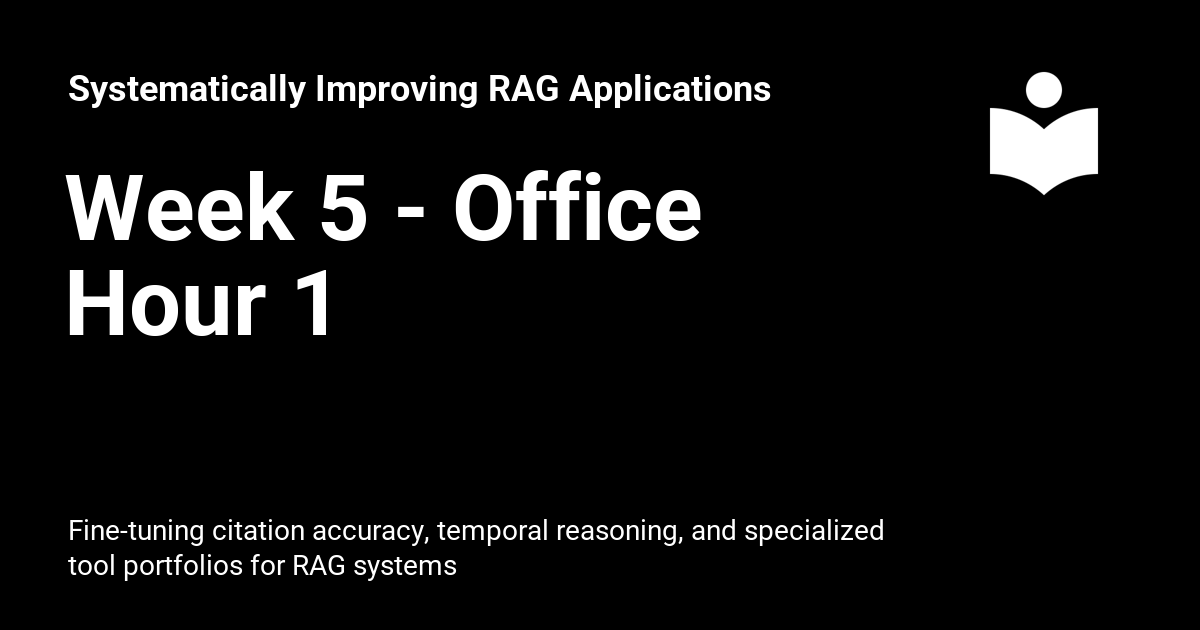 Systematically Improving RAG Applications
Week 5 - Office
Hour 1
Fine-tuning citation accuracy, temporal reasoning, and specialized
tool portfolios for RAG systems